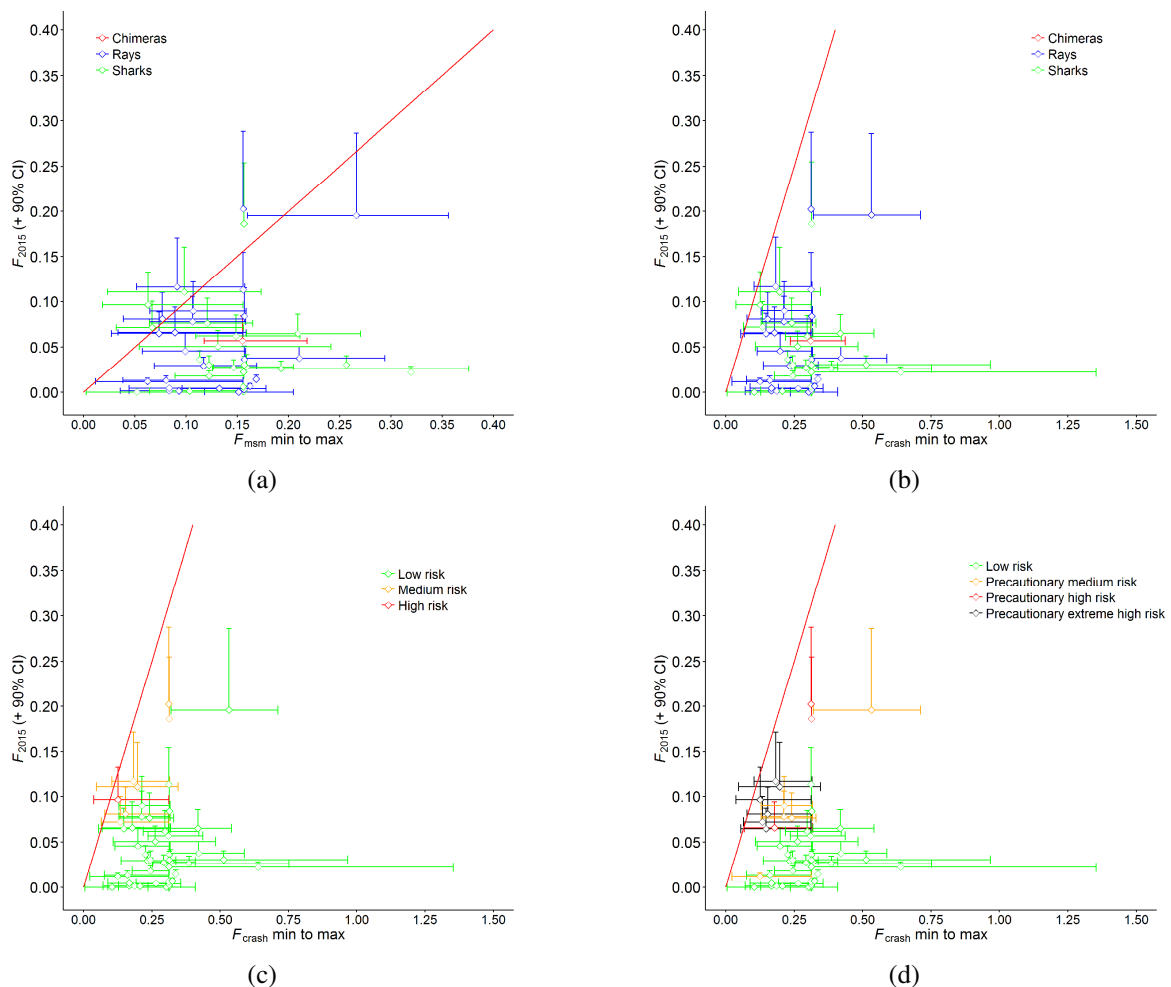 0.40
0.35
0.30
0.25
0.20
0.15
0.10
0.05
0.00
F2015 (+ 90% CI)
Chimeras
Rays
Sharks
0.00 0.05 0.10 0.15 0.20 0.25 0.30 0.35 0.40
Fmsm min to max
(a)
0.40
0.35
0.30
0.25
0.20
0.15
0.10
0.05
0.00
F2015 (+ 90% CI)
Chimeras
Rays
Sharks
0.00 0.25 0.50 0.75 1.00 1.25 1.50
Fcrash min to max
(b)
0.40
0.35
0.30
0.25
0.20
0.15
0.10
0.05
0.00
F2015 (+ 90% CI)
Low risk
Medium risk
High risk
0.00 0.25 0.50 0.75 1.00 1.25 1.50
Fcrash min to max
(c)
0.40
0.35
0.30
0.25
0.20
0.15
0.10
0.05
0.00
F2015 (+ 90% CI)
Low risk
Precautionary medium risk
Precautionary high risk
Precautionary extreme high risk
0.00 0.25 0.50 0.75 1.00 1.25 1.50
Fcrash min to max
(d)